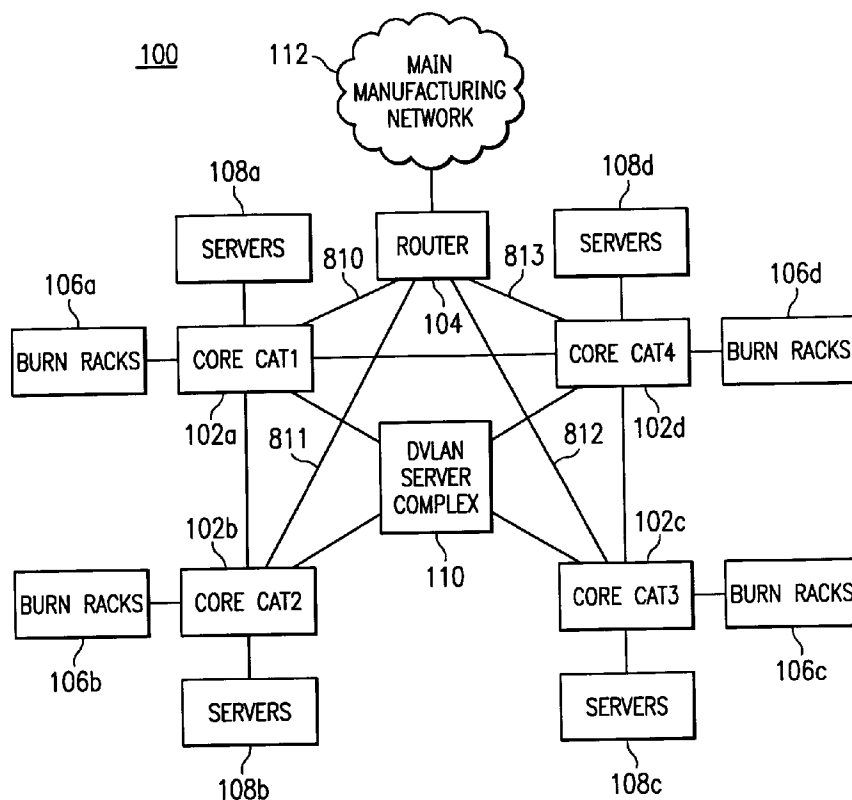 100
112
MAIN
MANUFACTURING
NETWORK
108a
108d
SERVERS
ROUTER
SERVERS
810
813
106a
104
106d
BURN RACKS
CORE CAT1
CORE CAT4
BURN RACKS
102a
811
DVLAN
SERVER
COMPLEX
812
102d
102b
102c
110
BURN RACKS
CORE CAT2
CORE CAT3
BURN RACKS
106b
106c
SERVERS
SERVERS
108b
108c